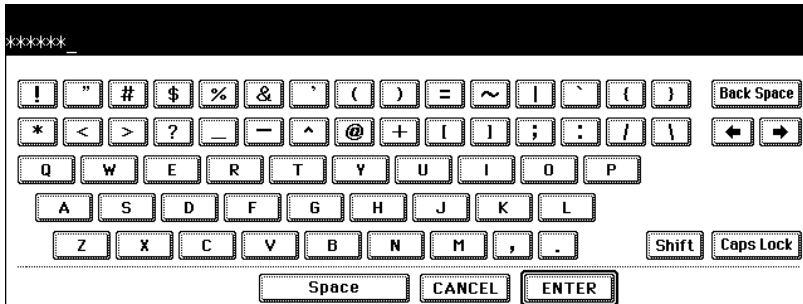 ******_
! " # $ % & ' ( ) = ~ | ` { } Back Space
* < > ? _ - ^ @ + [ ] ; : / \ ← →
Q W E R T Y U I O P
A S D F G H J K L
Z X C V B N M , . Shift Caps Lock
Space CANCEL ENTER